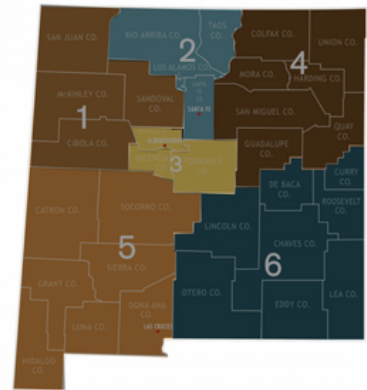 SAN JUAN CO.
RIO ARRIBA CO.
TAOS
CO.
COLFAX CO.
UNION CO.
2
LOS ALAMOS CO.
4
MORA CO.
HARDING CO.
McKINLEY CO.
SANDOVAL
CO.
SANTA
FE
CO.
SANTA FE
1
SAN MIGUEL CO.
QUAY
CO.
CIBOLA CO.
GUADALUPE
CO.
3
DE BACA
CO.
CURRY
CO.
ROOSEVELT
CO.
CATRON CO.
SOCORRO CO.
LINCOLN CO.
5
CHAVES CO.
6
SIERRA CO.
GRANT CO.
OTERO CO.
EDDY CO.
LEA CO.
DONA ANA
CO.
LUNA CO.
LAS CRUCES
HIDALGO
CO.